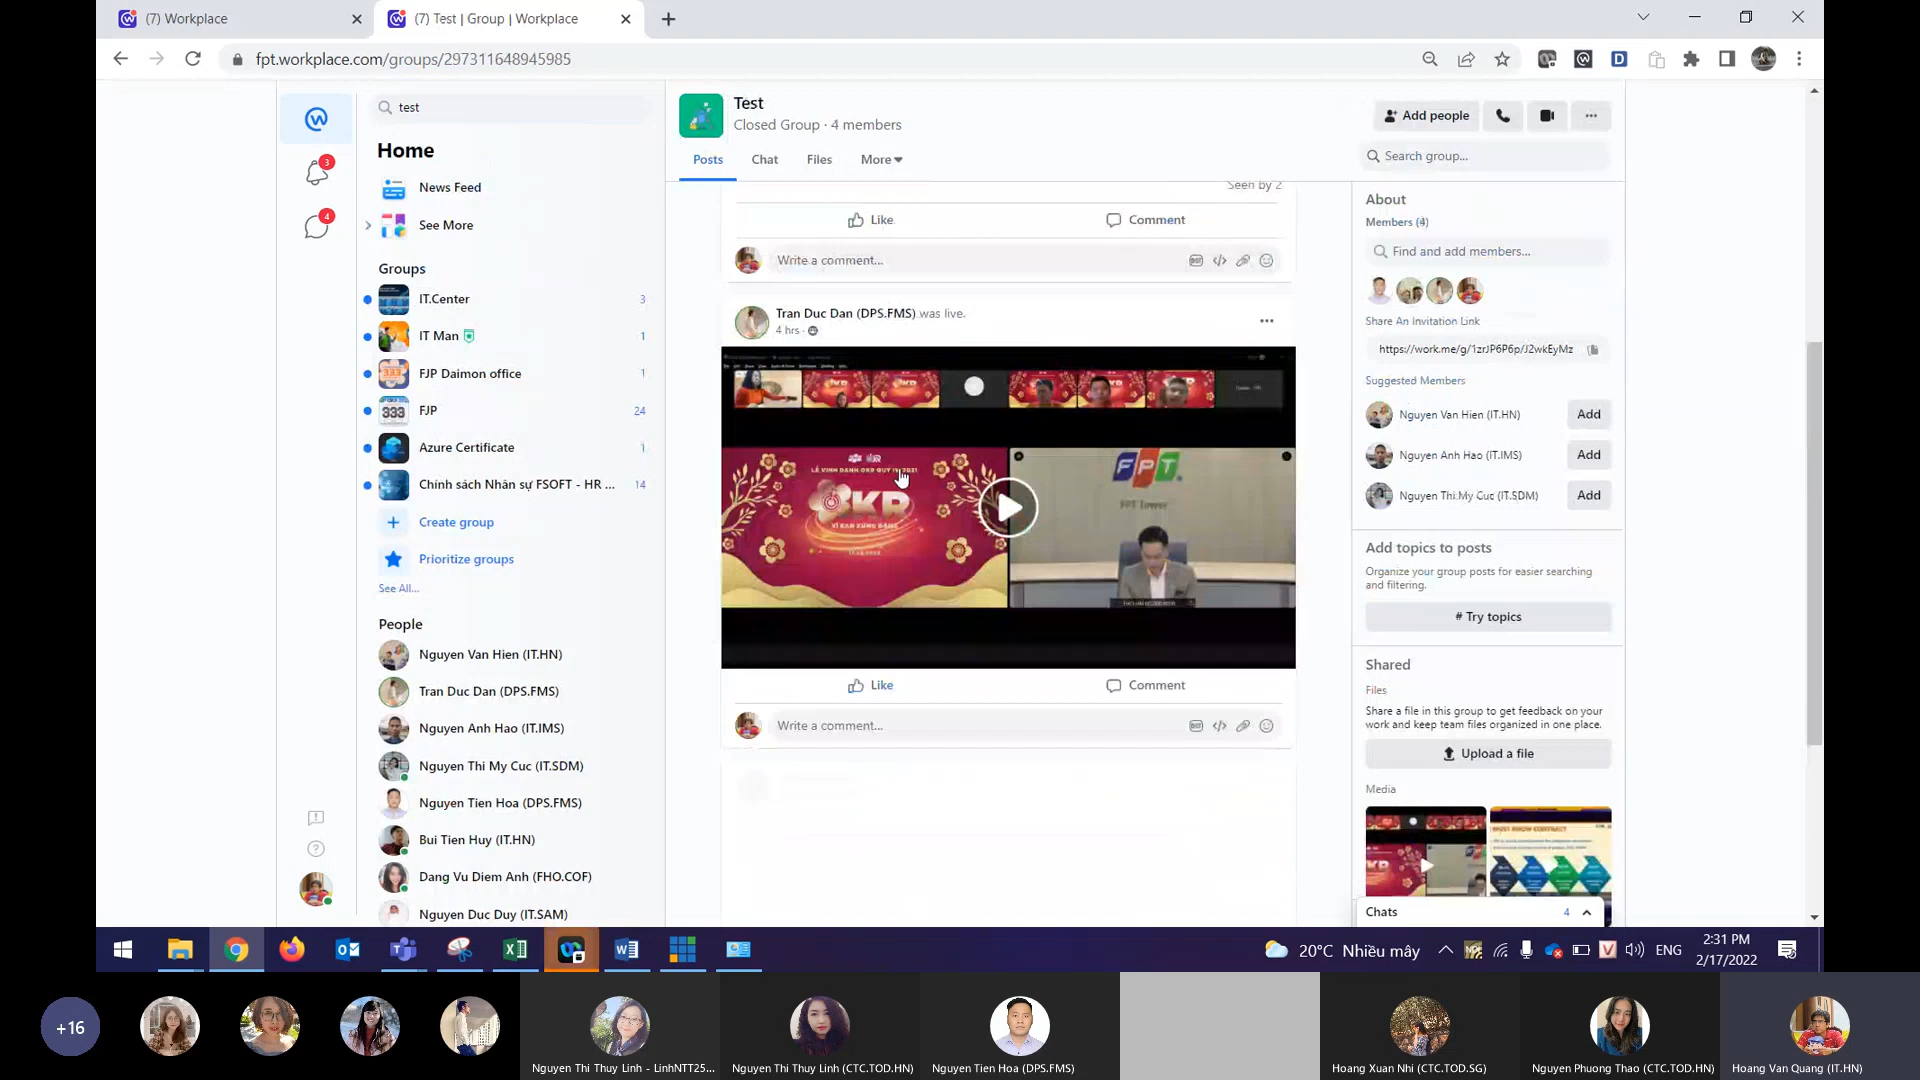 (7) Workplace
(7) Test | Group | Workplace
fpt.workplace.com/groups/297311648945985
test
Home
3
4
News Feed
See More
Groups
IT.Center 3
IT Man 1
FJP Daimon office 1
FJP 24
Azure Certificate 1
Chính sách Nhân sự FSOFT - HR ... 14
Create group
Prioritize groups
See All...
People
Nguyen Van Hien (IT.HN)
Tran Duc Dan (DPS.FMS)
Nguyen Anh Hao (IT.IMS)
Nguyen Thi My Cuc (IT.SDM)
Nguyen Tien Hoa (DPS.FMS)
Bui Tien Huy (IT.HN)
Dang Vu Diem Anh (FHO.COF)
Nguyen Duc Duy (IT.SAM)
Test
Closed Group · 4 members
Add people
Posts Chat Files More
Search group...
Seen by 2
Like Comment
Write a comment...
Tran Duc Dan (DPS.FMS) was live.
4 hrs ·
OKR
FPT
FPT Tower
Like Comment
Write a comment...
About
Members (4)
Find and add members...
Share An Invitation Link
https://work.me/g/1zrJP6P6p/J2wkEyMz
Suggested Members
Nguyen Van Hien (IT.HN) Add
Nguyen Anh Hao (IT.IMS) Add
Nguyen Thi My Cuc (IT.SDM) Add
Add topics to posts
Organize your group posts for easier searching
and filtering.
# Try topics
Shared
Files
Share a file in this group to get feedback on your
work and keep team files organized in one place.
Upload a file
Media
Chats 4
20°C Nhiều mây
ENG
2:31 PM
2/17/2022
+16
Nguyen Thi Thuy Linh - LinhNTT25...
Nguyen Thi Thuy Linh (CTC.TOD.HN)
Nguyen Tien Hoa (DPS.FMS)
Hoang Xuan Nhi (CTC.TOD.SG)
Nguyen Phuong Thao (CTC.TOD.HN)
Hoang Van Quang (IT.HN)